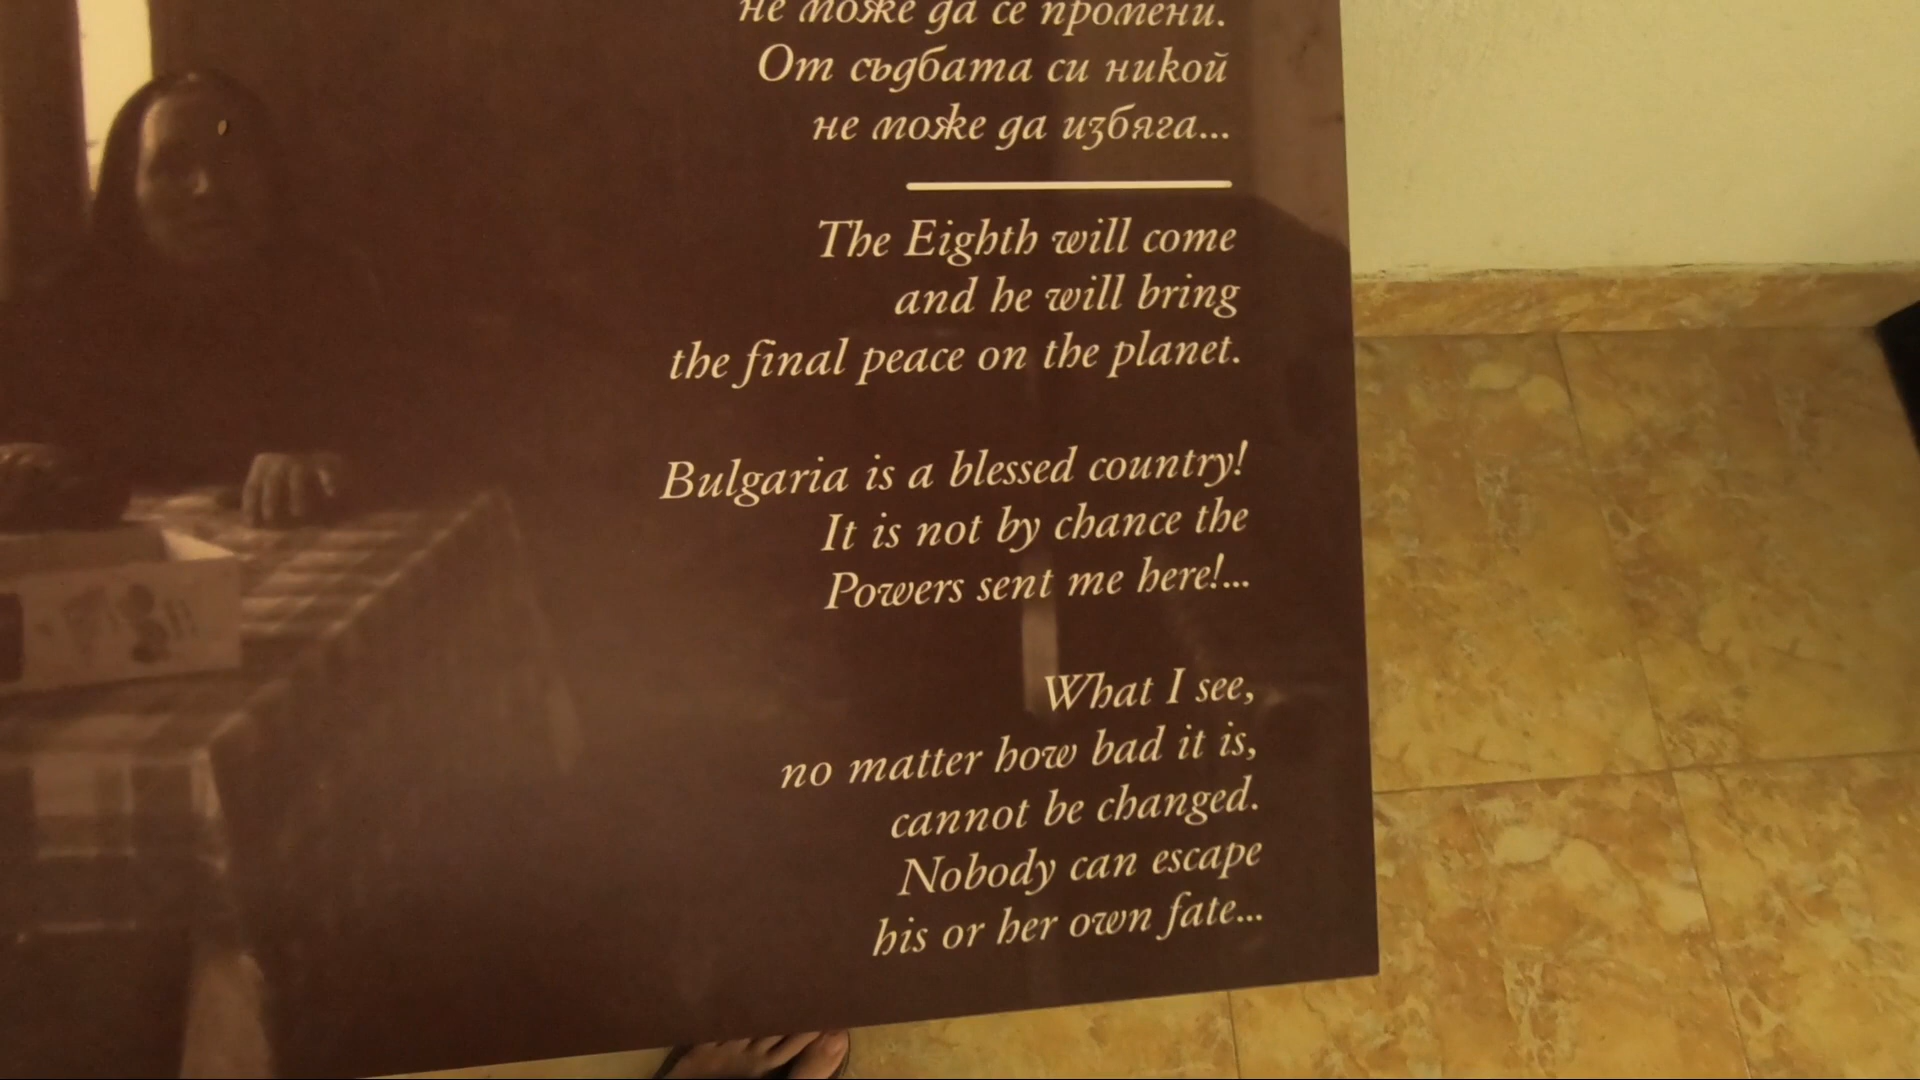 не може да се промени.
От съдбата си никой
не може да избяга...
The Eighth will come
and he will bring
the final peace on the planet.
Bulgaria is a blessed country!
It is not by chance the
Powers sent me here!...
What I see,
no matter how bad it is,
cannot be changed.
Nobody can escape
his or her own fate...